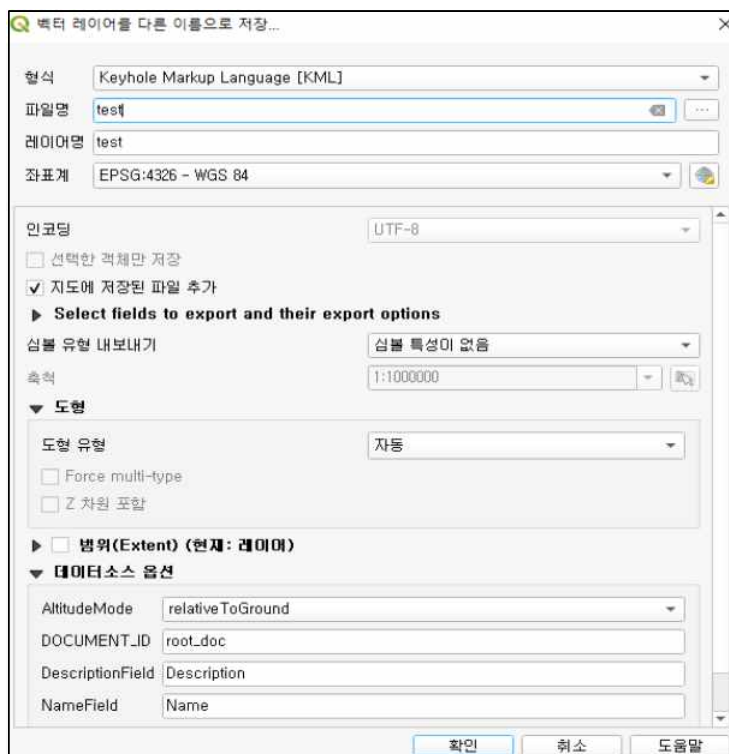 벡터 레이어를 다른 이름으로 저장...
형식 Keyhole Markup Language [KML]
파일명 test
레이어명 test
좌표계 EPSG:4326 - WGS 84
인코딩 UTF-8
선택한 객체만 저장
지도에 저장된 파일 추가
Select fields to export and their export options
심볼 유형 내보내기 심볼 특성이 없음
축척 1:1000000
도형
도형 유형 자동
Force multi-type
Z 차원 포함
범위(Extent) (현재: 레이어)
데이터소스 옵션
AltitudeMode relativeToGround
DOCUMENT_ID root_doc
DescriptionField Description
NameField Name
확인 취소 도움말